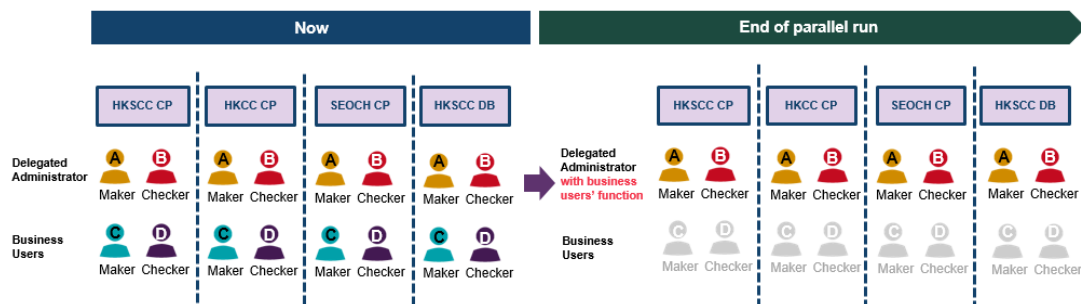 Now
End of parallel run
HKSCC CP
HKCC CP
SEOCH CP
HKSCC DB
HKSCC CP
HKCC CP
SEOCH CP
HKSCC DB
Delegated
Administrator
A B A B A B A B
Maker Checker Maker Checker Maker Checker Maker Checker
Delegated
Administrator
with business
users' function
A B A B A B A B
Maker Checker Maker Checker Maker Checker Maker Checker
Business
Users
C D C D C D C D
Maker Checker Maker Checker Maker Checker Maker Checker
Business
Users
C D C D C D C D
Maker Checker Maker Checker Maker Checker Maker Checker